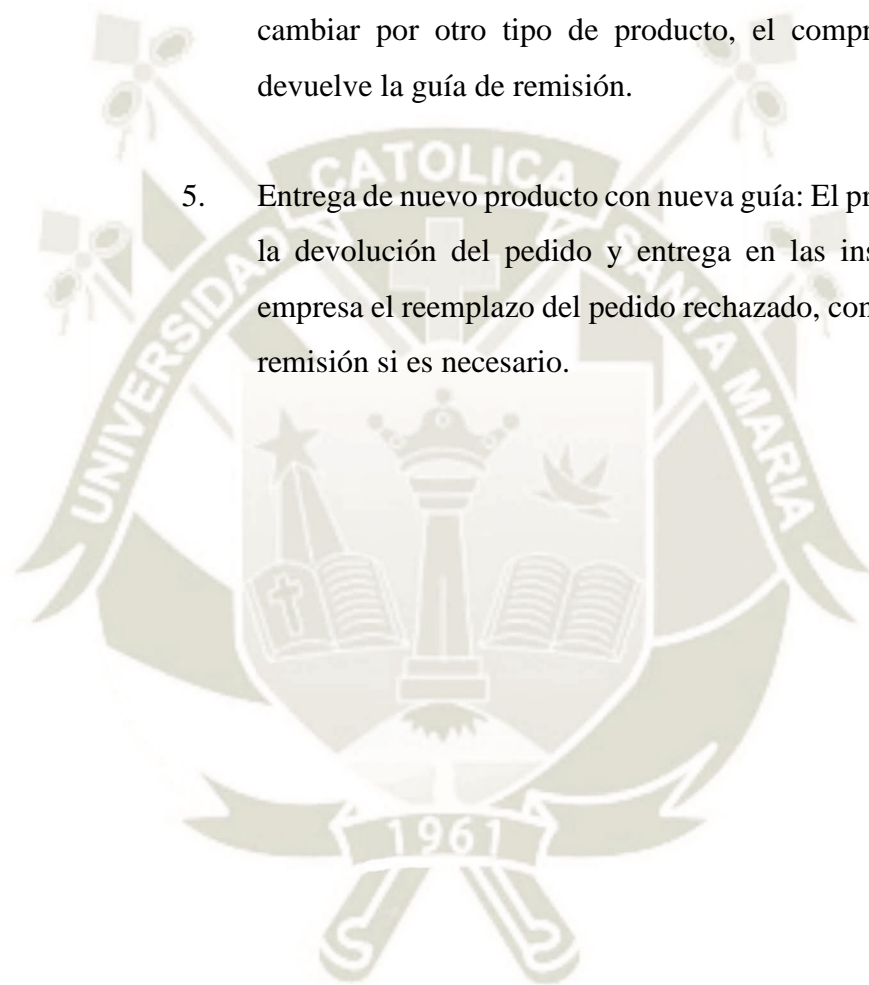 cambiar por otro tipo de producto, el compr
devuelve la guía de remisión.
5. Entrega de nuevo producto con nueva guía: El pr
la devolución del pedido y entrega en las ins
empresa el reemplazo del pedido rechazado, con
remisión si es necesario.
UNIVERSIDAD CATOLICA SANTA MARIA
1961